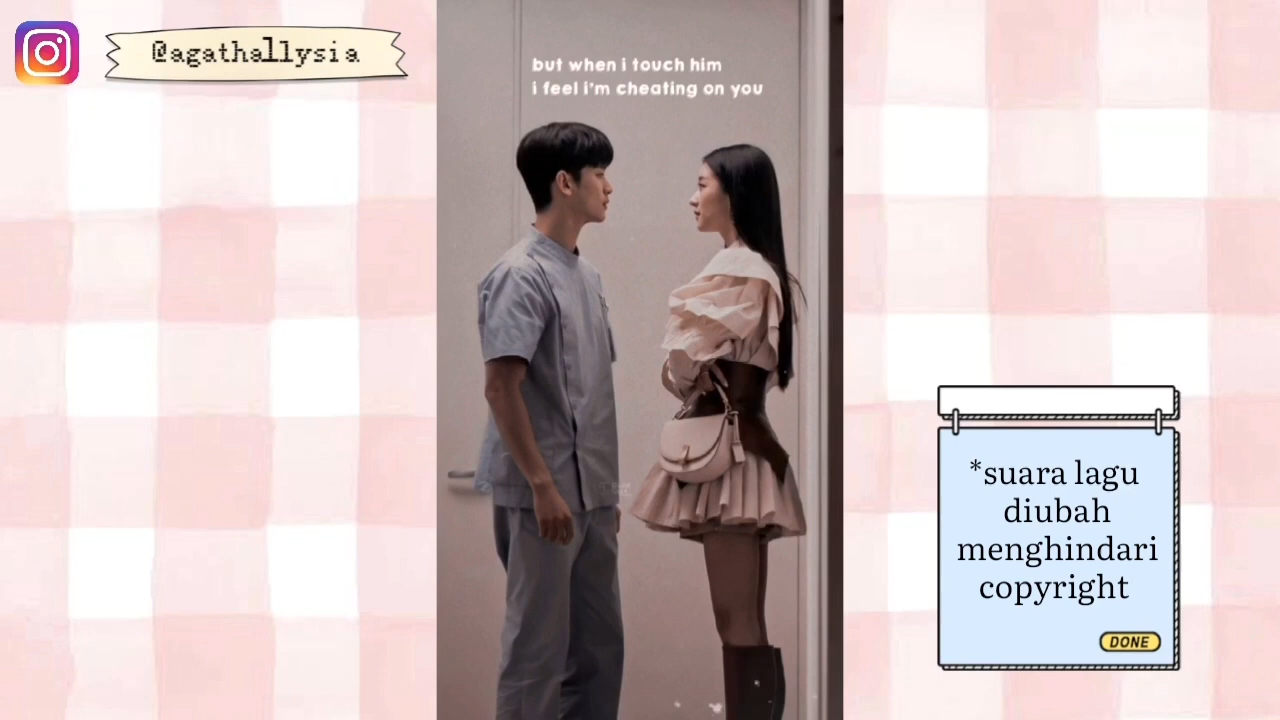 @agathallysia
but when i touch him
i feel i'm cheating on you
*suara lagu
diubah
menghindari
copyright
DONE